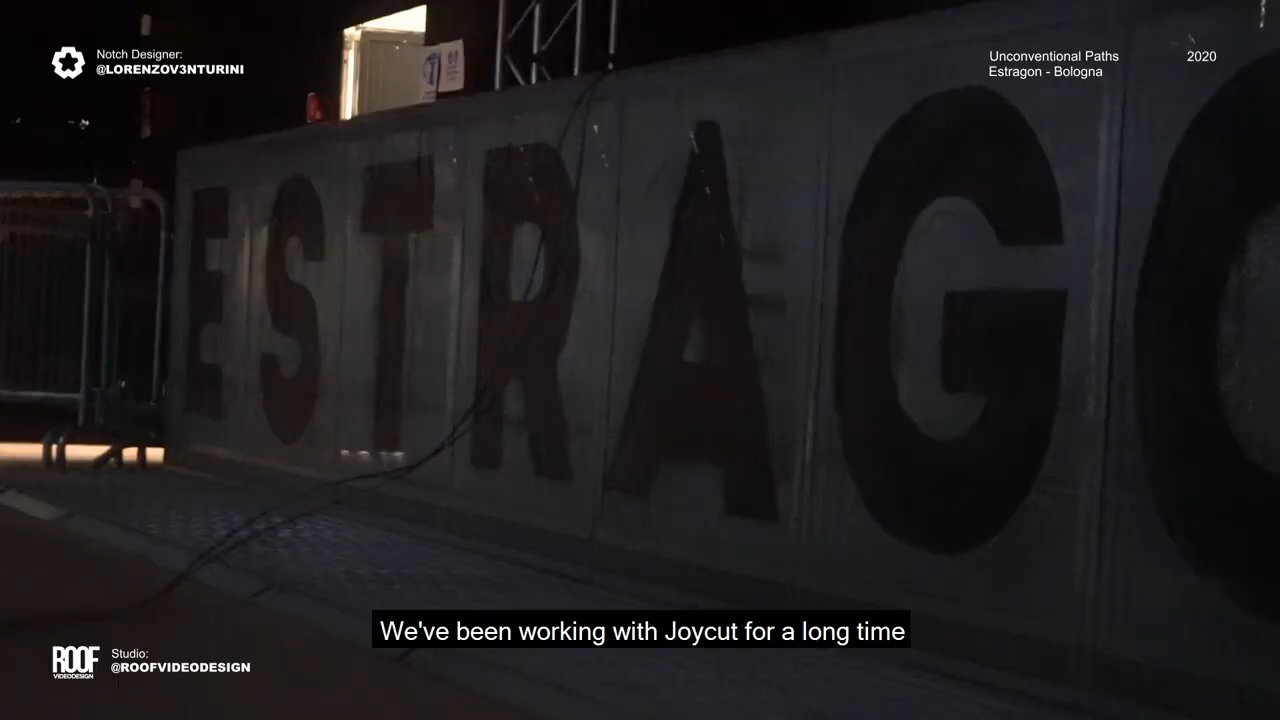 Notch Designer:
@LORENZOV3NTURINI
Unconventional Paths
Estragon - Bologna
2020
ESTRAGO
We've been working with Joycut for a long time
ROOF
VIDEODESIGN
Studio:
@ROOFVIDEODESIGN